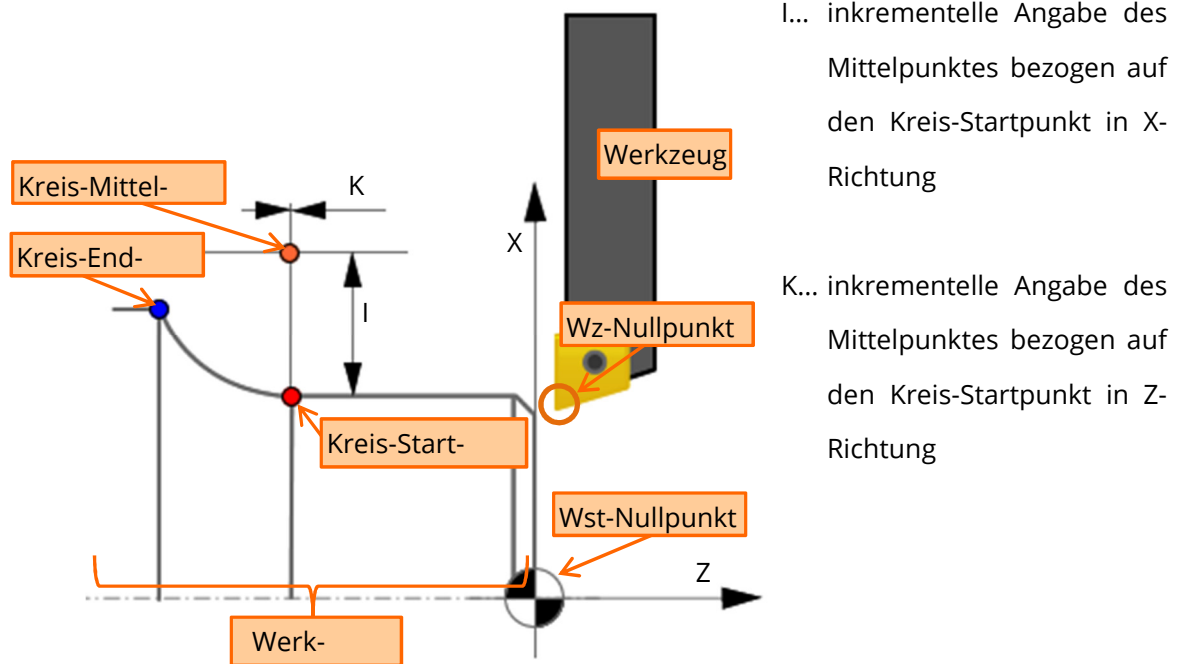 I... inkrementelle Angabe des
Mittelpunktes bezogen auf
den Kreis-Startpunkt in X-
Richtung
K... inkrementelle Angabe des
Mittelpunktes bezogen auf
den Kreis-Startpunkt in Z-
Richtung
Werkzeug
Kreis-Mittel-
K
X
Kreis-End-
I
Wz-Nullpunkt
Kreis-Start-
Wst-Nullpunkt
Z
Werk-